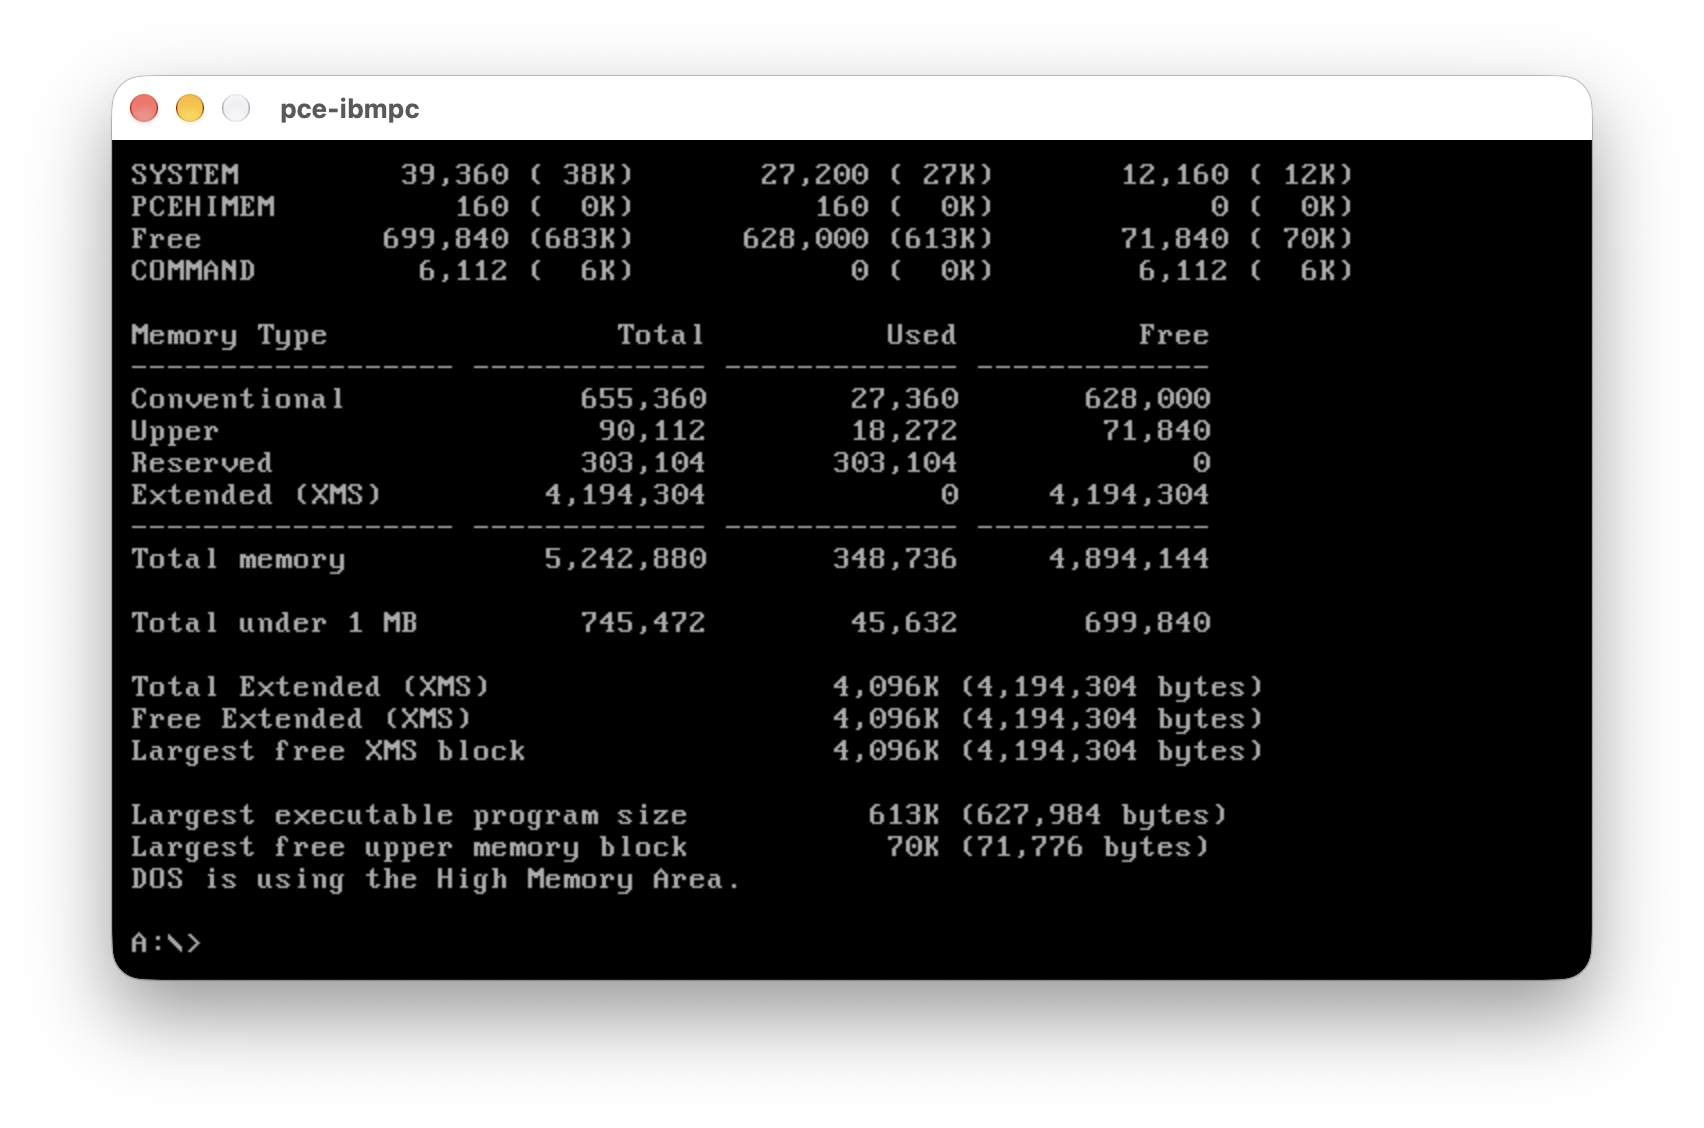 pce-ibmpc
SYSTEM         39,360 ( 38K)       27,200 ( 27K)       12,160 ( 12K)
PCEHIMEM          160 (  0K)          160 (  0K)            0 (  0K)
Free          699,840 (683K)      628,000 (613K)       71,840 ( 70K)
COMMAND         6,112 (  6K)            0 (  0K)        6,112 (  6K)
Memory Type                Total          Used          Free
------------------ ------------- ------------- -------------
Conventional             655,360        27,360       628,000
Upper                     90,112        18,272        71,840
Reserved                 303,104       303,104             0
Extended (XMS)         4,194,304             0     4,194,304
------------------ ------------- ------------- -------------
Total memory           5,242,880       348,736     4,894,144
Total under 1 MB         745,472        45,632       699,840
Total Extended (XMS)                   4,096K (4,194,304 bytes)
Free Extended (XMS)                    4,096K (4,194,304 bytes)
Largest free XMS block                 4,096K (4,194,304 bytes)
Largest executable program size          613K (627,984 bytes)
Largest free upper memory block           70K (71,776 bytes)
DOS is using the High Memory Area.
A:\>